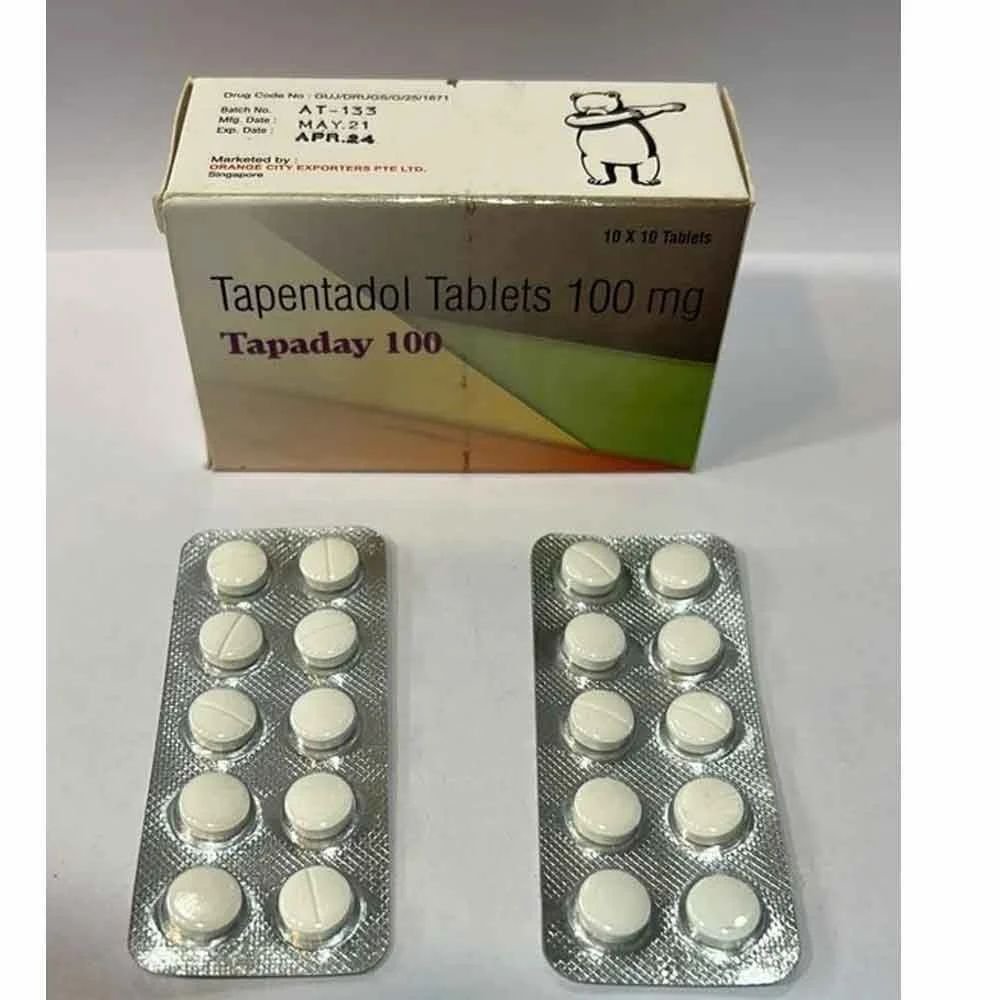 Drug Code No : GUJ/DRUGS/G/25/1671
Batch No. AT-133
Mfg. Date : MAY.21
Exp. Date : APR.24
Marketed by :
ORANGE CITY EXPORTERS PTE LTD.
Singapore
10 X 10 Tablets
Tapentadol Tablets 100 mg
Tapaday 100